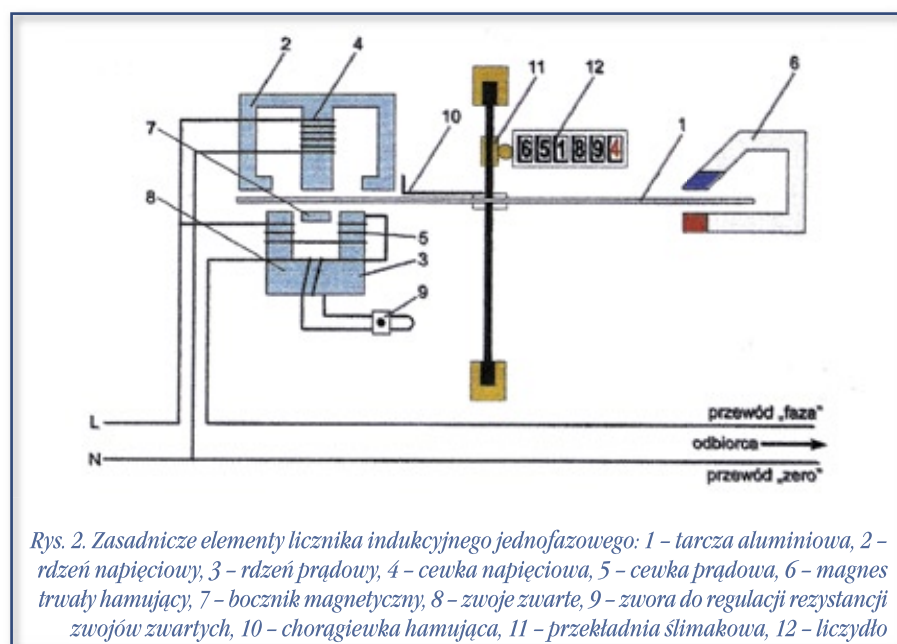 2
4
11
12
6
7
10
1
651894
8
5
3
9
L
przewód „faza"
odbiorca
N
przewód „zero"
Rys. 2. Zasadnicze elementy licznika indukcyjnego jednofazowego: 1 – tarcza aluminiowa, 2 –
rdzeń napięciowy, 3 – rdzeń prądowy, 4 – cewka napięciowa, 5 – cewka prądowa, 6 – magnes
trwały hamujący, 7 – bocznik magnetyczny, 8 – zwoje zwarte, 9 – zwora do regulacji rezystancji
zwojów zwartych, 10 – chorągiewka hamująca, 11 – przekładnia ślimakowa, 12 – liczydło